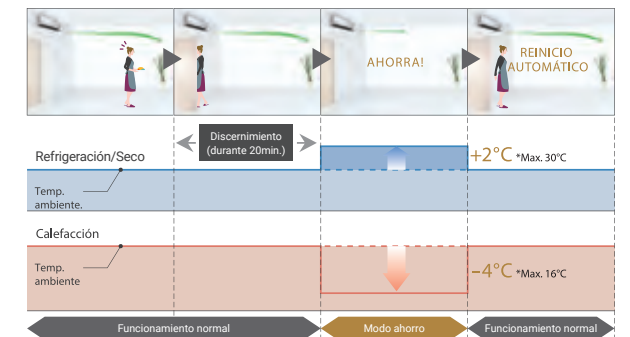 AHORRA!
REINICIO
AUTOMÁTICO
Discernimiento
(durante 20min.)
Refrigeración/Seco
+2°C *Max. 30°C
Temp.
ambiente.
Calefacción
Temp.
ambiente
–4°C *Max. 16°C
Funcionamiento normal
Modo ahorro
Funcionamiento normal